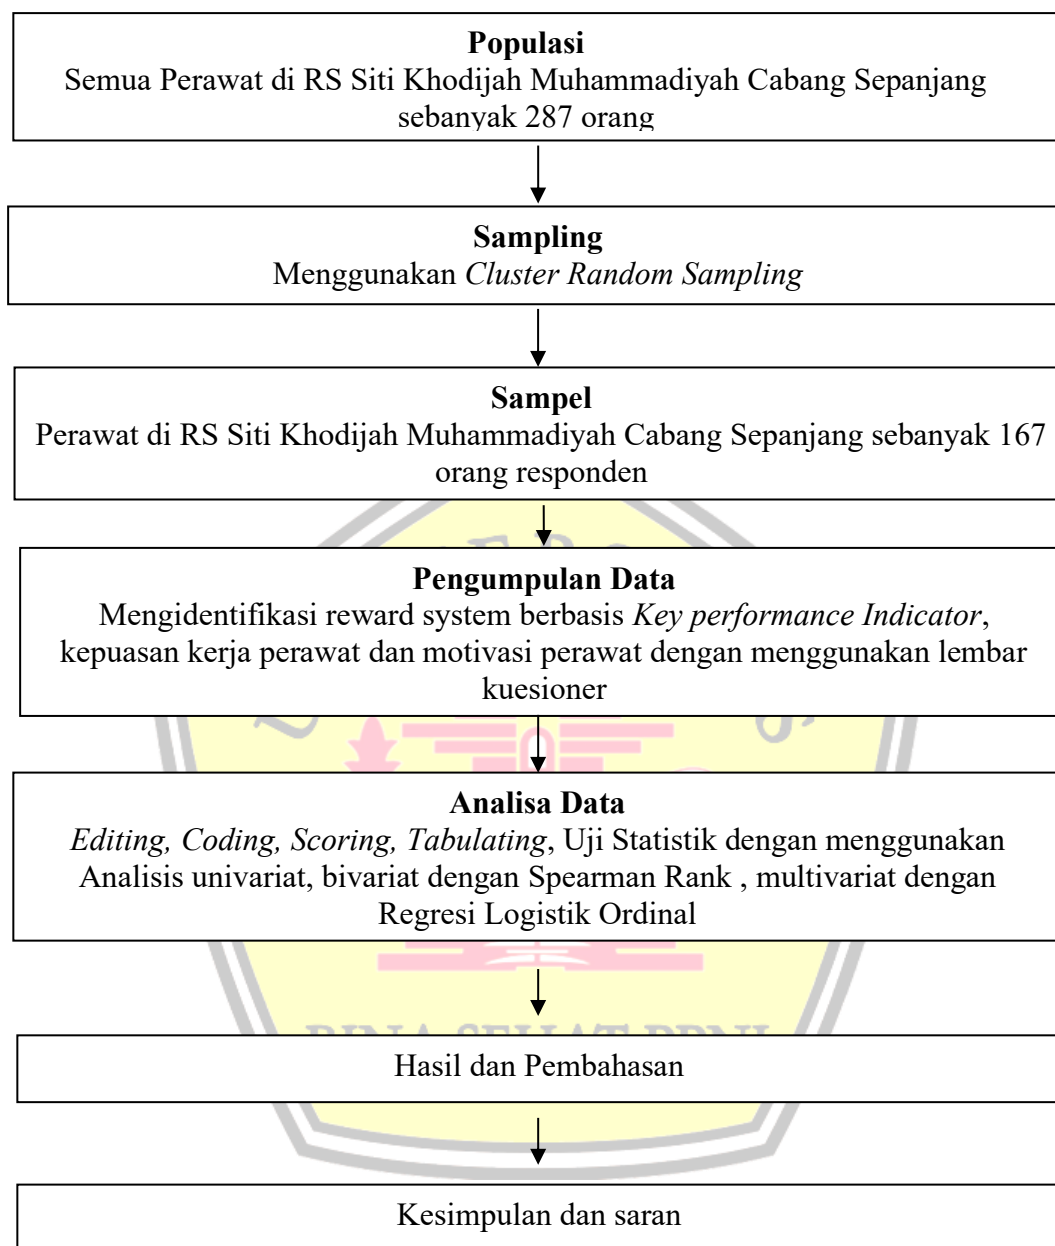 Populasi
Semua Perawat di RS Siti Khodijah Muhammadiyah Cabang Sepanjang
sebanyak 287 orang
Sampling
Menggunakan Cluster Random Sampling
Sampel
Perawat di RS Siti Khodijah Muhammadiyah Cabang Sepanjang sebanyak 167
orang responden
Pengumpulan Data
Mengidentifikasi reward system berbasis Key performance Indicator,
kepuasan kerja perawat dan motivasi perawat dengan menggunakan lembar
kuesioner
Analisa Data
Editing, Coding, Scoring, Tabulating, Uji Statistik dengan menggunakan
Analisis univariat, bivariat dengan Spearman Rank , multivariat dengan
Regresi Logistik Ordinal
BINA SEHAT PPNI
Hasil dan Pembahasan
Kesimpulan dan saran